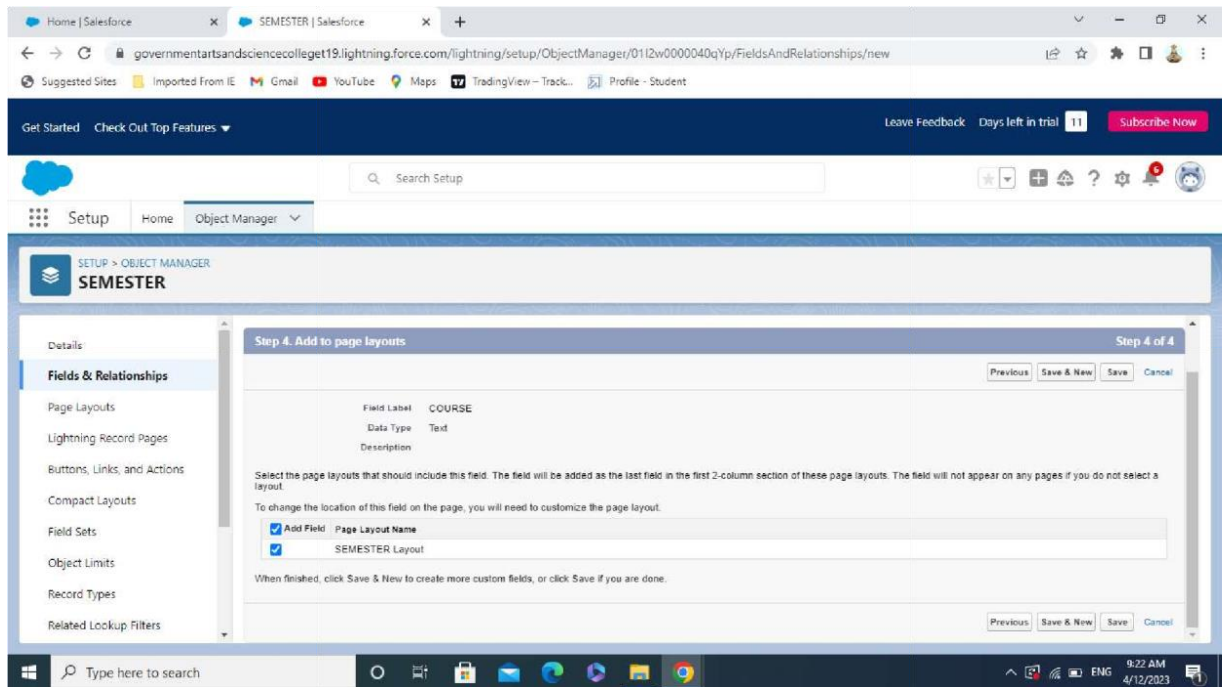 Home | Salesforce
SEMESTER | Salesforce
governmentartsandsciencecolleget19.lightning.force.com/lightning/setup/ObjectManager/01I2w0000040qYp/FieldsAndRelationships/new
Suggested Sites Imported From IE Gmail YouTube Maps TradingView – Track... Profile - Student
Get Started Check Out Top Features Leave Feedback Days left in trial 11 Subscribe Now
Search Setup
6
Setup Home Object Manager
SETUP > OBJECT MANAGER
SEMESTER
Details
Fields & Relationships
Page Layouts
Lightning Record Pages
Buttons, Links, and Actions
Compact Layouts
Field Sets
Object Limits
Record Types
Related Lookup Filters
Step 4. Add to page layouts Step 4 of 4
Previous Save & New Save Cancel
Field Label COURSE
Data Type Text
Description
Select the page layouts that should include this field. The field will be added as the last field in the first 2-column section of these page layouts. The field will not appear on any pages if you do not select a
layout.
To change the location of this field on the page, you will need to customize the page layout.
Add Field Page Layout Name
SEMESTER Layout
When finished, click Save & New to create more custom fields, or click Save if you are done.
Previous Save & New Save Cancel
Type here to search
ENG
9:22 AM
4/12/2023
1